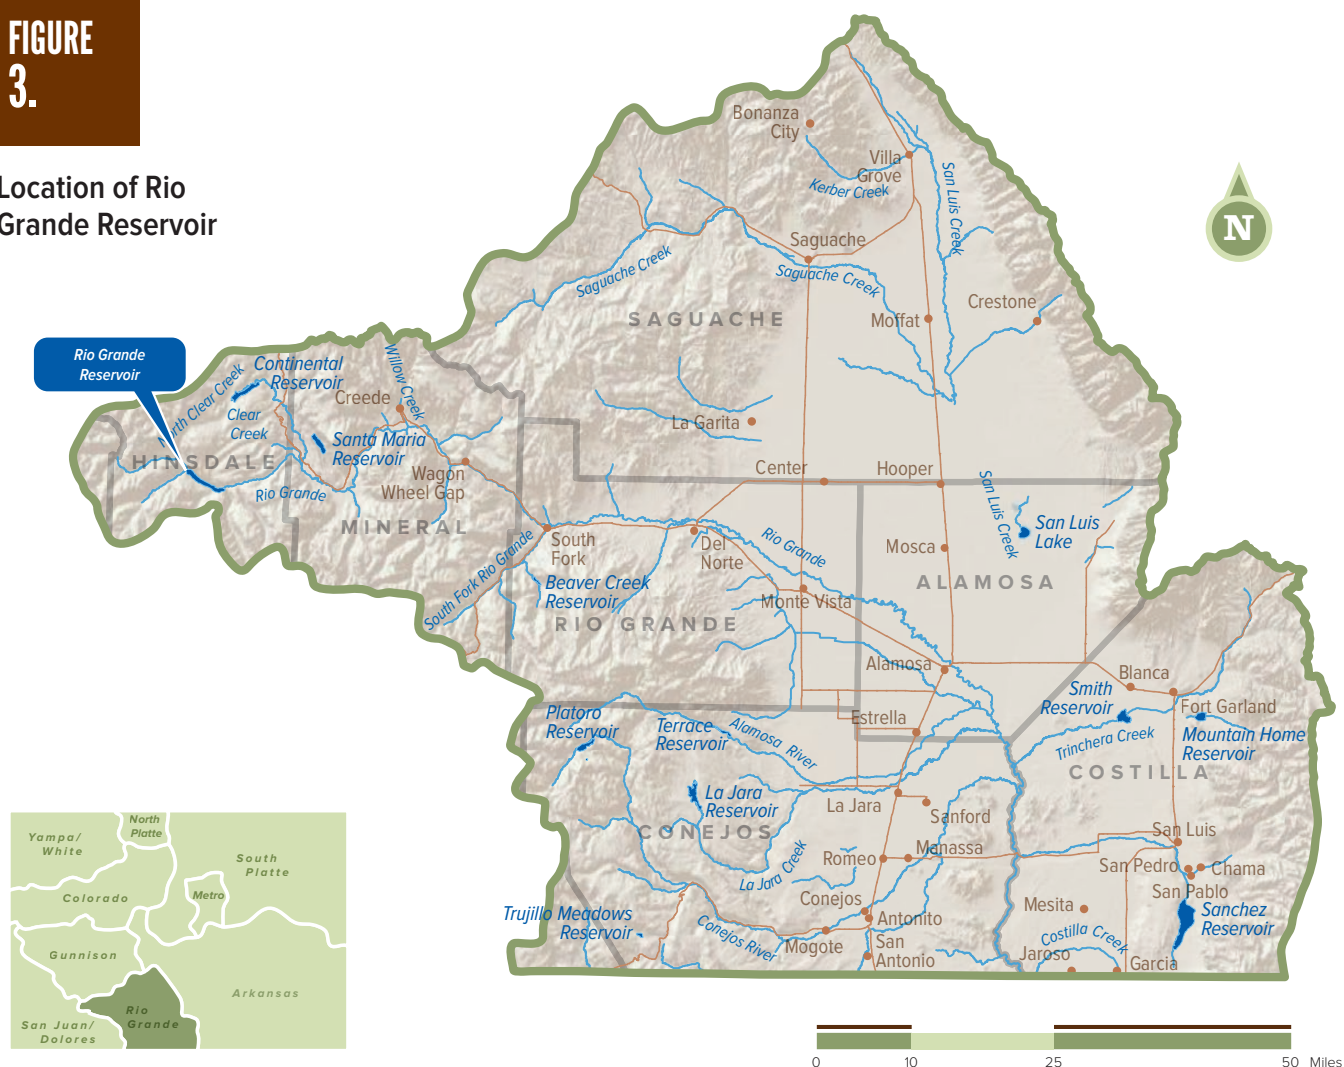 FIGURE
3.
Location of Rio
Grande Reservoir
Bonanza
City
Villa
Grove
Kerber Creek
San Luis Creek
N
Saguache
Saguache Creek
Saguache Creek
Crestone
SAGUACHE
Moffat
Rio Grande
Reservoir
Continental
Reservoir
Willow Creek
North Clear Creek
Creede
Clear
Creek
La Garita
Santa Maria
Reservoir
HINSDALE
Wagon
Wheel Gap
Center
Hooper
Rio Grande
San Luis Creek
MINERAL
San Luis
Lake
South
Fork
Del
Norte
Rio Grande
Mosca
South Fork Rio Grande
Beaver Creek
Reservoir
ALAMOSA
Monte Vista
RIO GRANDE
Alamosa
Blanca
Smith
Reservoir
Fort Garland
Platoro
Reservoir
Terrace
Reservoir
Alamosa River
Estrella
Trinchera Creek
Mountain Home
Reservoir
COSTILLA
La Jara
Reservoir
La Jara
Sanford
CONEJOS
San Luis
Manassa
Romeo
San Pedro
Chama
La Jara Creek
San Pablo
Conejos
Mesita
Trujillo Meadows
Reservoir
Antonito
Sanchez
Reservoir
Conejos River
Mogote
San
Antonio
Costilla Creek
Jaroso
Garcia
North
Platte
Yampa/
White
South
Platte
Colorado
Metro
Gunnison
Arkansas
Rio
Grande
San Juan/
Dolores
0 10 25 50 Miles